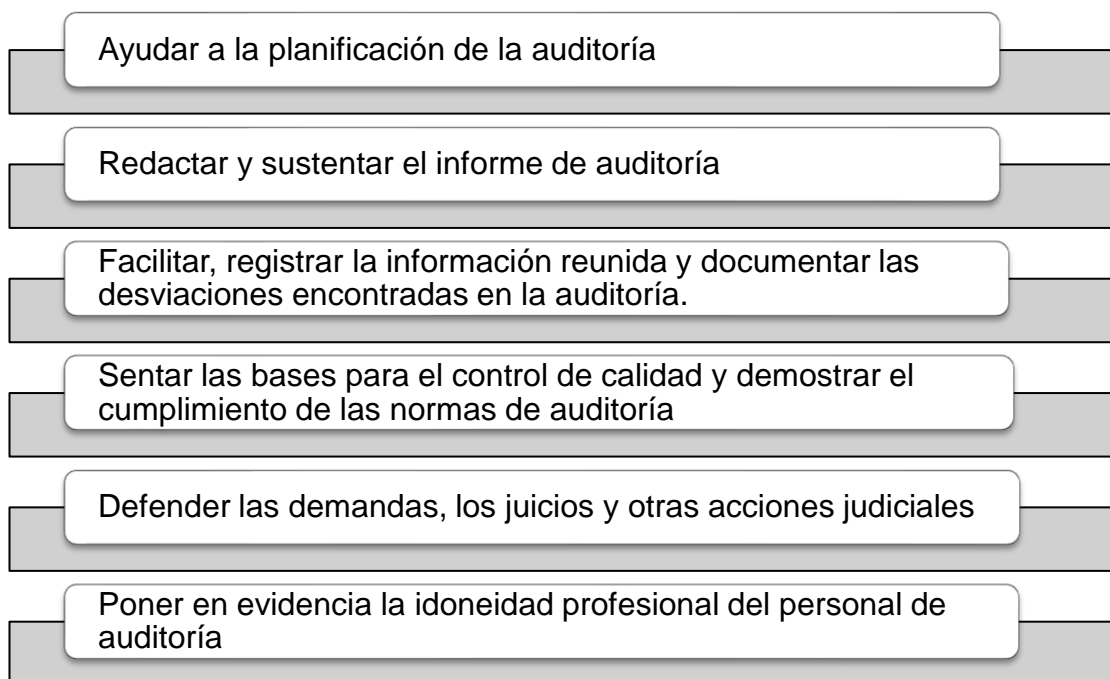 Ayudar a la planificación de la auditoría
Redactar y sustentar el informe de auditoría
Facilitar, registrar la información reunida y documentar las
desviaciones encontradas en la auditoría.
Sentar las bases para el control de calidad y demostrar el
cumplimiento de las normas de auditoría
Defender las demandas, los juicios y otras acciones judiciales
Poner en evidencia la idoneidad profesional del personal de
auditoría